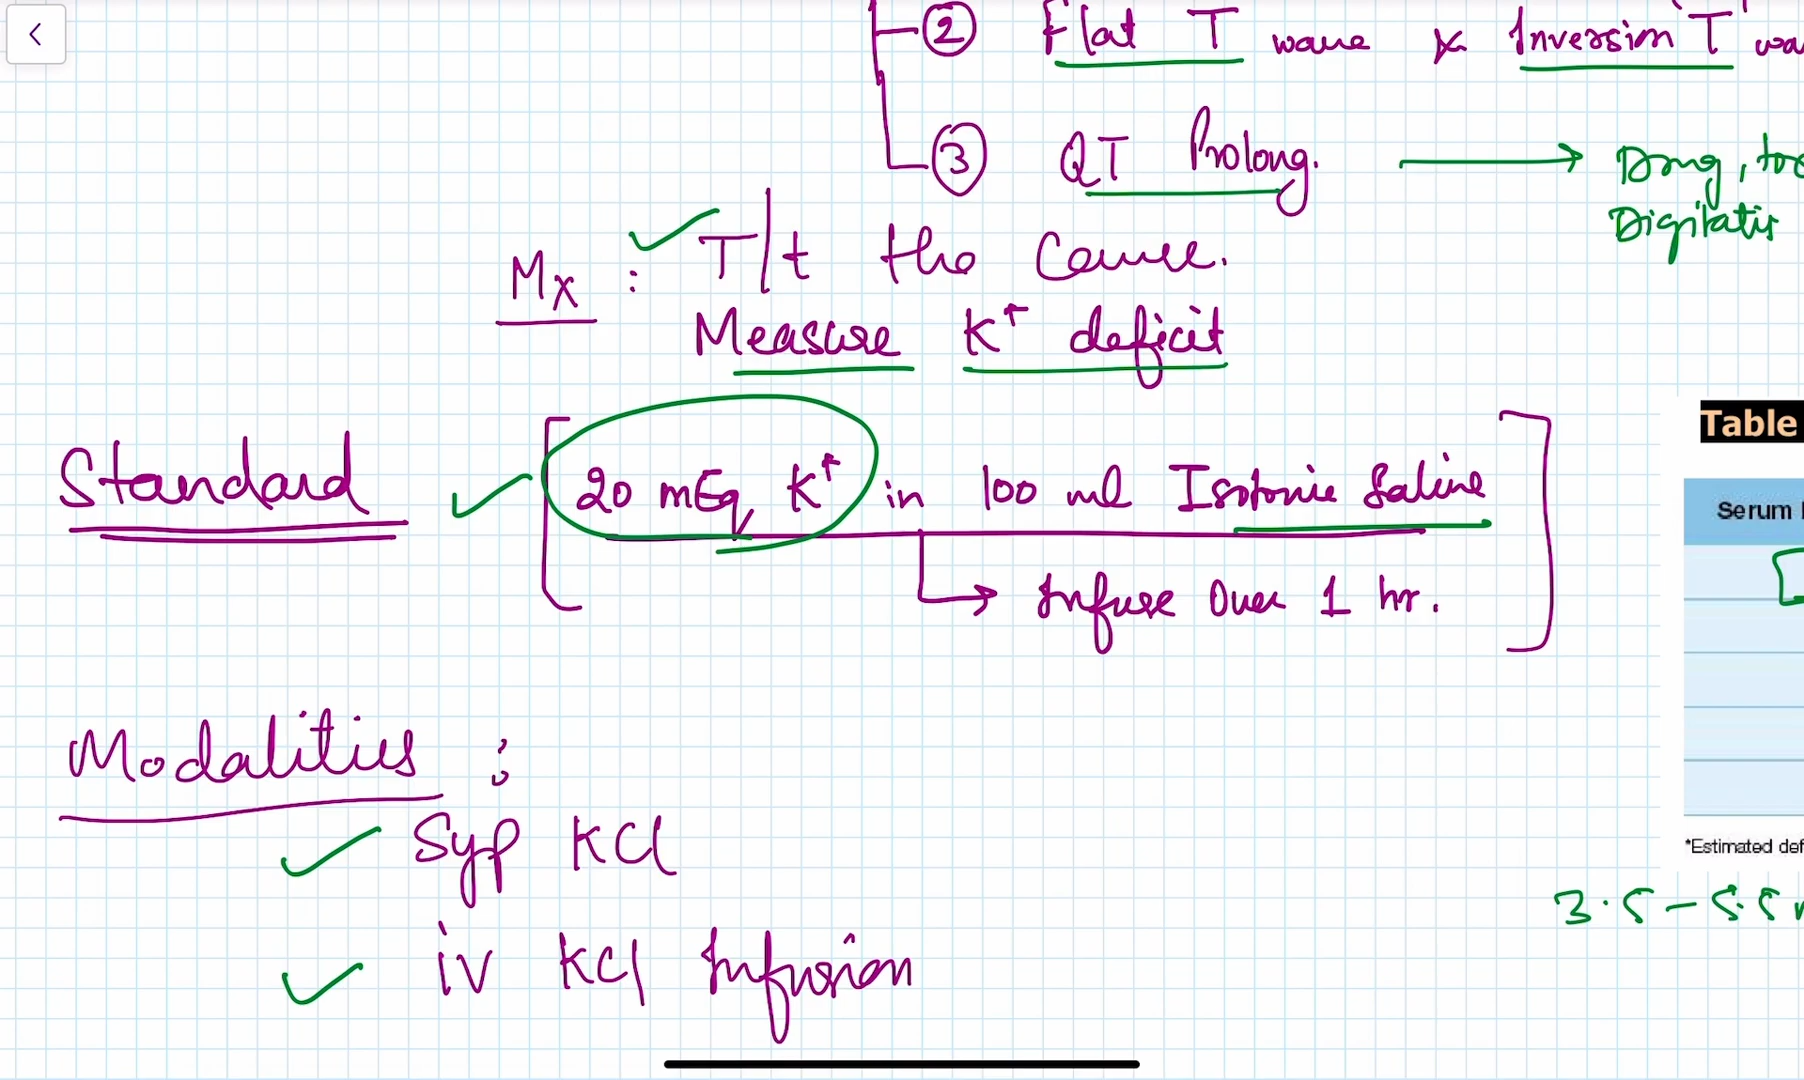 ② Flat T wave & Inversion 'T' wa
③ QT Prolong. → Drug, tox
Digitalis
Mx : T/t the Cause.
Measure K+ deficit
Standard [20 mEq K+ in 100 ml Isotonic Saline
→ Infuse Over 1 hr.]
Table
Serum
*Estimated def
3.5 - 5.5
Modalities :
Syp KCl
iv KCl Infusion